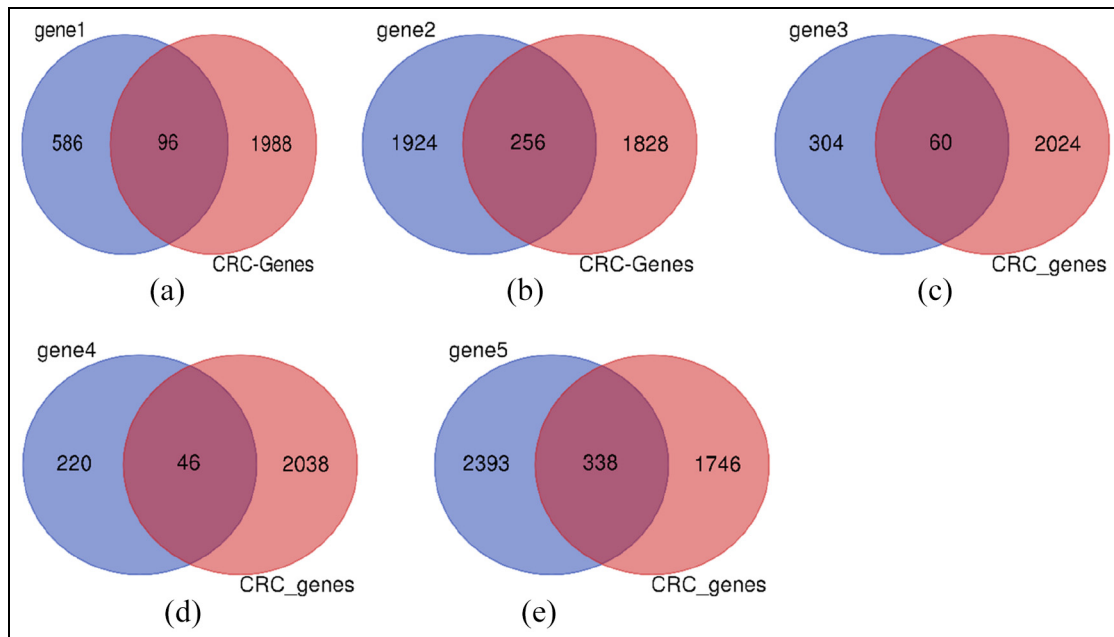 gene1
586
96
1988
CRC-Genes
(a)
gene2
1924
256
1828
CRC-Genes
(b)
gene3
304
60
2024
CRC_genes
(c)
gene4
220
46
2038
CRC_genes
(d)
gene5
2393
338
1746
CRC_genes
(e)